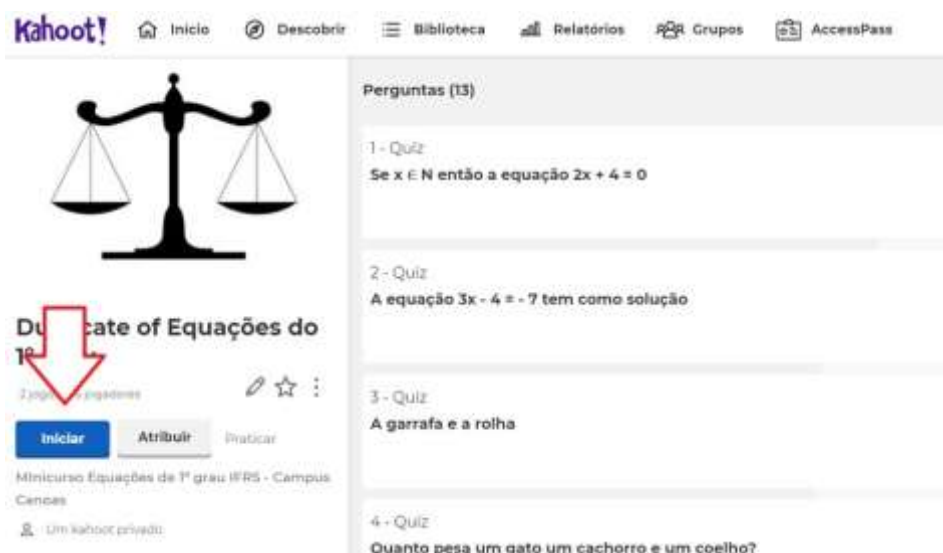 Kahoot! Início Descobrir Biblioteca Relatórios Grupos AccessPass
Perguntas (13)
1 - Quiz
Se x ∈ N então a equação 2x + 4 = 0
2 - Quiz
A equação 3x - 4 = - 7 tem como solução
3 - Quiz
A garrafa e a rolha
4 - Quiz
Quanto pesa um gato um cachorro e um coelho?
of Equações do
1º
Iniciar Atribuir Praticar
Minicurso Equações de 1º grau IFRS - Campus
Canoas
Um kahoot privado